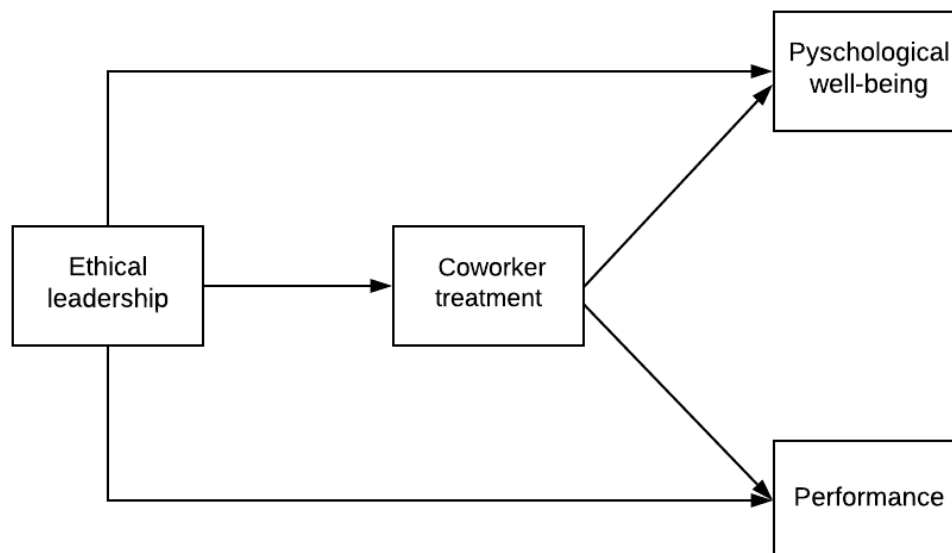 Pyschological
well-being
Ethical
leadership
Coworker
treatment
Performance